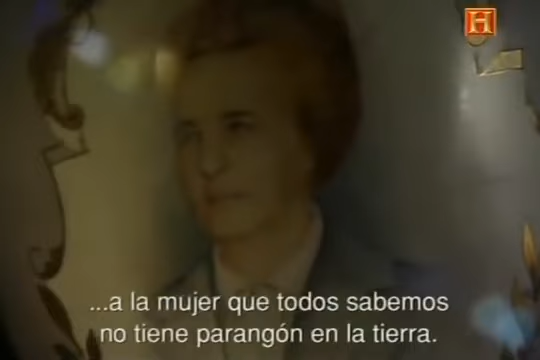 H
...a la mujer que todos sabemos
no tiene parangón en la tierra.